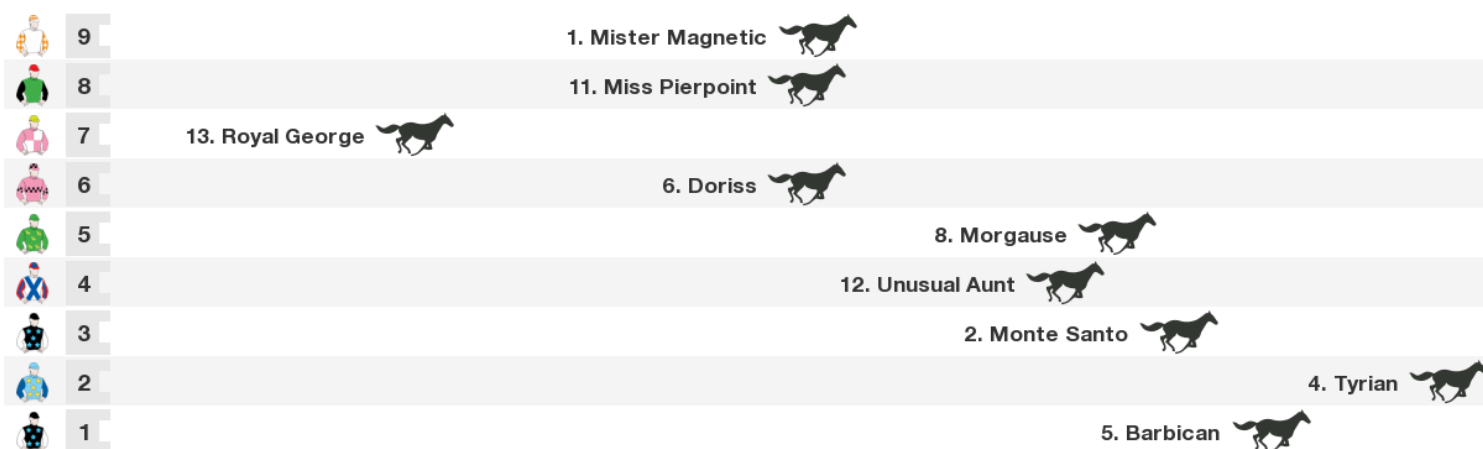 9 1. Mister Magnetic
8 11. Miss Pierpoint
7 13. Royal George
6 6. Doriss
5 8. Morgause
4 12. Unusual Aunt
3 2. Monte Santo
2 4. Tyrian
1 5. Barbican